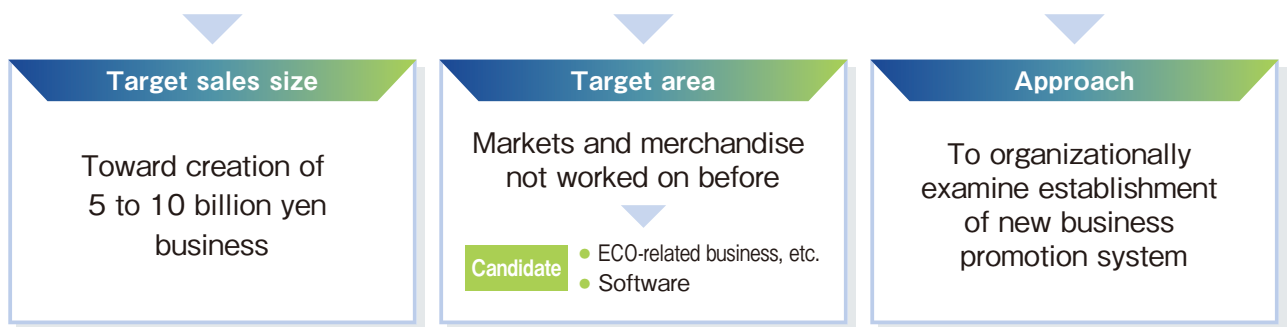 Target sales size
Toward creation of
5 to 10 billion yen
business
Target area
Markets and merchandise
not worked on before
Candidate
● ECO-related business, etc.
● Software
Approach
To organizationally
examine establishment
of new business
promotion system